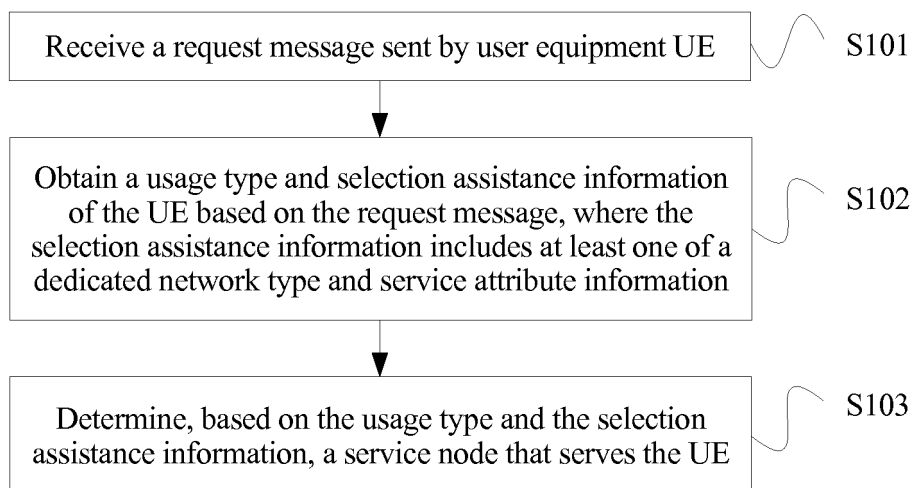 Receive a request message sent by user equipment UE
S101
Obtain a usage type and selection assistance information
of the UE based on the request message, where the
selection assistance information includes at least one of a
dedicated network type and service attribute information
S102
Determine, based on the usage type and the selection
assistance information, a service node that serves the UE
S103